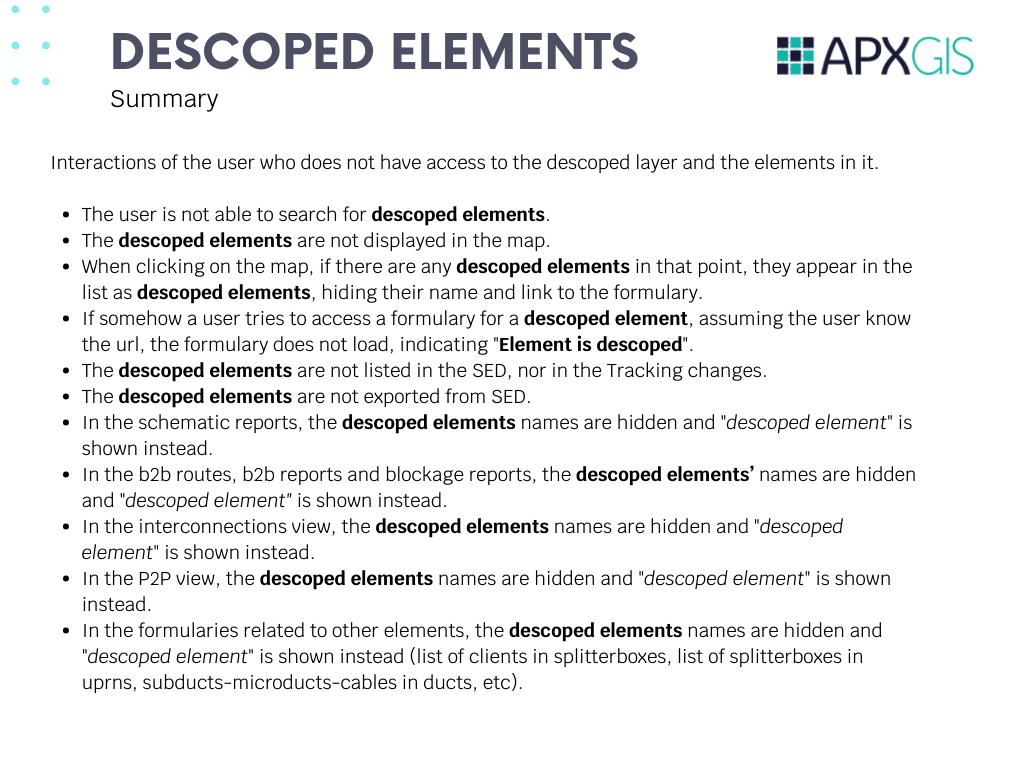 DESCOPED ELEMENTS
APXGIS
Summary
Interactions of the user who does not have access to the descoped layer and the elements in it.
• The user is not able to search for descoped elements.
• The descoped elements are not displayed in the map.
• When clicking on the map, if there are any descoped elements in that point, they appear in the
list as descoped elements, hiding their name and link to the formulary.
• If somehow a user tries to access a formulary for a descoped element, assuming the user know
the url, the formulary does not load, indicating "Element is descoped".
• The descoped elements are not listed in the SED, nor in the Tracking changes.
• The descoped elements are not exported from SED.
• In the schematic reports, the descoped elements names are hidden and "descoped element" is
shown instead.
• In the b2b routes, b2b reports and blockage reports, the descoped elements’ names are hidden
and "descoped element" is shown instead.
• In the interconnections view, the descoped elements names are hidden and "descoped
element" is shown instead.
• In the P2P view, the descoped elements names are hidden and "descoped element" is shown
instead.
• In the formularies related to other elements, the descoped elements names are hidden and
"descoped element" is shown instead (list of clients in splitterboxes, list of splitterboxes in
uprns, subducts-microducts-cables in ducts, etc).